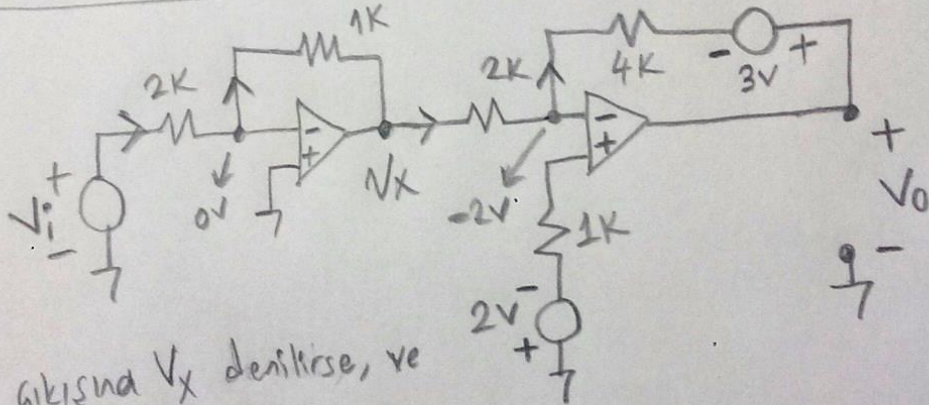 1K
2K
2K
4K
- +
3V
-
+
-
+
+
Vi
-
0V
Vx
-2V
1K
-
2V
+
+
Vo
-
çıkışına Vx denilirse, ve